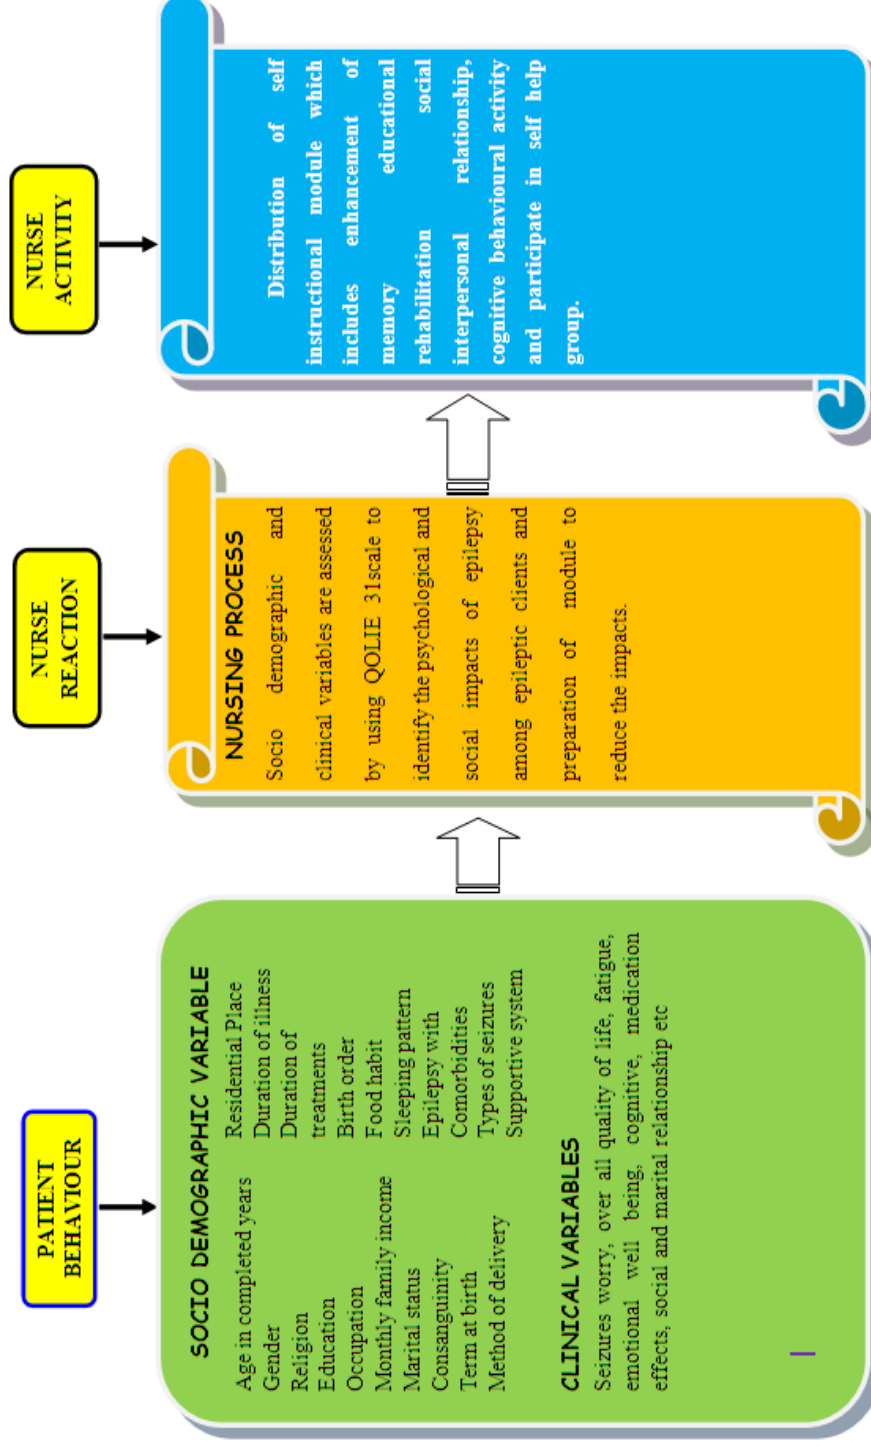 PATIENT
BEHAVIOUR
SOCIO DEMOGRAPHIC VARIABLE
Age in completed years
Gender
Religion
Education
Occupation
Monthly family income
Marital status
Consanguinity
Term at birth
Method of delivery
Residential Place
Duration of illness
Duration of
treatments
Birth order
Food habit
Sleeping pattern
Epilepsy with
Comorbidities
Types of seizures
Supportive system
CLINICAL VARIABLES
Seizures worry, over all quality of life, fatigue,
emotional well being, cognitive, medication
effects, social and marital relationship etc
NURSE
REACTION
NURSING PROCESS
Socio demographic and
clinical variables are assessed
by using QOLIE 31scale to
identify the psychological and
social impacts of epilepsy
among epileptic clients and
preparation of module to
reduce the impacts.
NURSE
ACTIVITY
Distribution of self
instructional module which
includes enhancement of
memory educational
rehabilitation social
interpersonal relationship,
cognitive behavioural activity
and participate in self help
group.